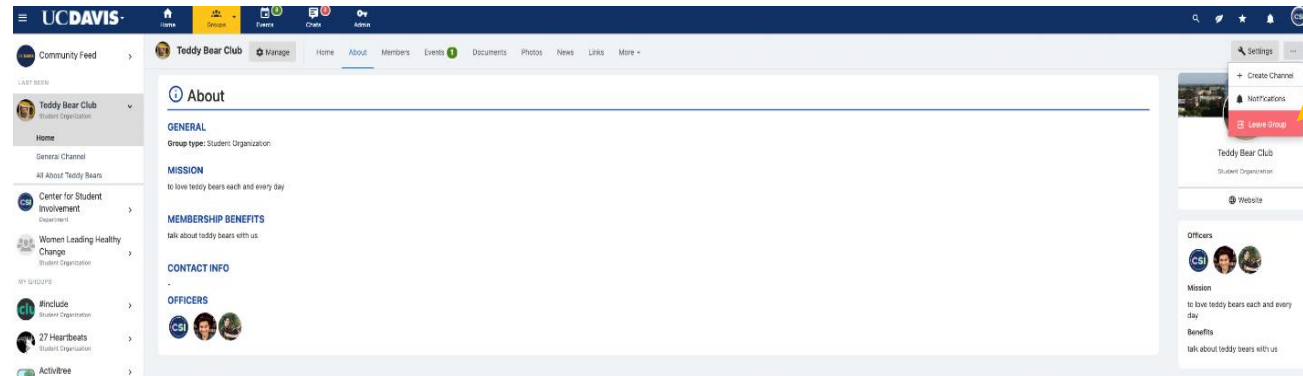 UCDAVIS
Home
Groups
Events
Chats
Admin
CSI
Community Feed
LAST SEEN
Teddy Bear Club
Student Organization
Home
General Channel
All About Teddy Bears
CSI
Center for Student
Involvement
Department
Women Leading Healthy
Change
Student Organization
MY GROUPS
clu
#include
Student Organization
27 Heartbeats
Student Organization
Activitree
Teddy Bear Club
Manage
Home
About
Members
Events 1
Documents
Photos
News
Links
More
About
GENERAL
Group type: Student Organization
MISSION
to love teddy bears each and every day
MEMBERSHIP BENEFITS
talk about teddy bears with us
CONTACT INFO
-
OFFICERS
CSI
Settings
...
+ Create Channel
Notifications
Leave Group
Teddy Bear Club
Student Organization
Website
Officers
CSI
Mission
to love teddy bears each and every
day
Benefits
talk about teddy bears with us